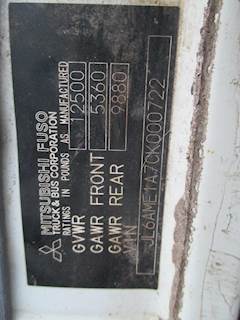 MITSUBISHI FUSO
TRUCK & BUS CORPORATION
RATINGS IN POUNDS AS MANUFACTURED
GVWR 12500
GAWR FRONT 5360
GAWR REAR 9880
VIN JL6AME1A7CK000722